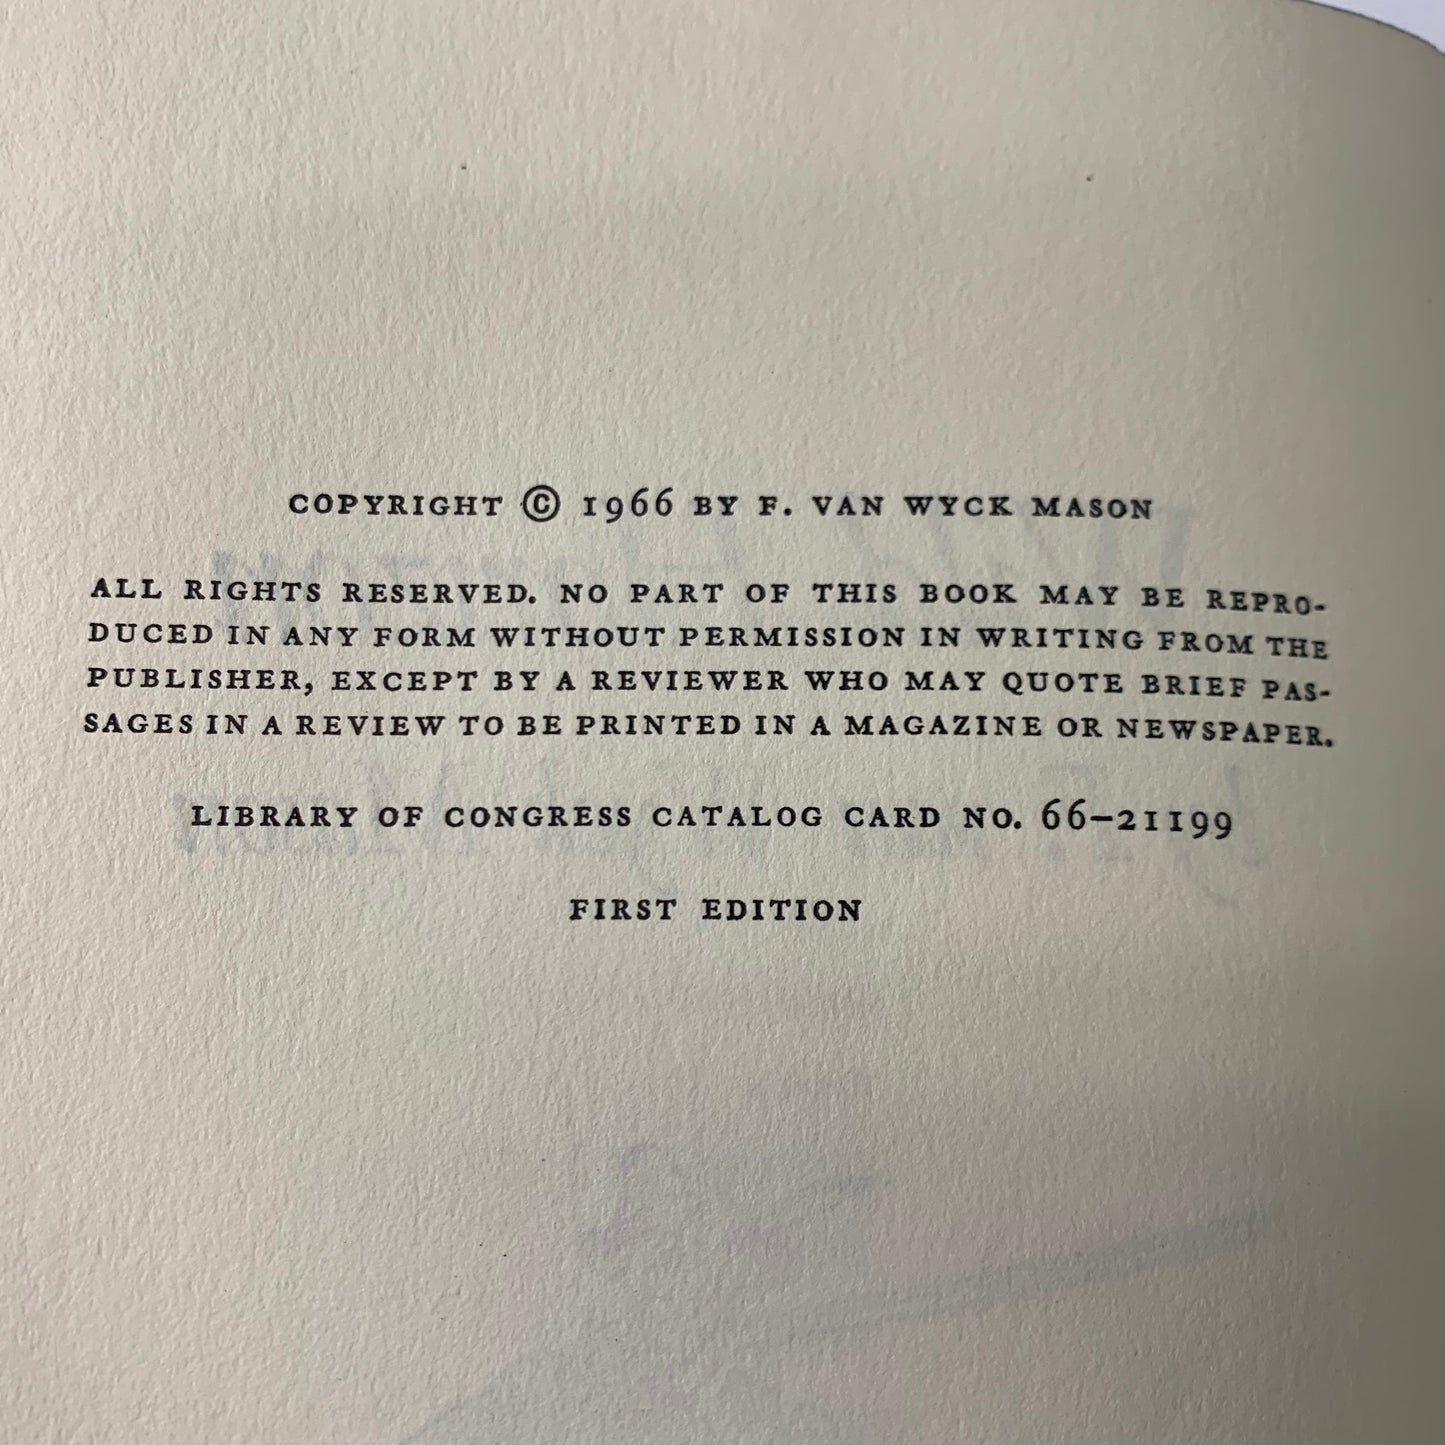 COPYRIGHT © 1966 BY F. VAN WYCK MASON
ALL RIGHTS RESERVED. NO PART OF THIS BOOK MAY BE REPRO-
DUCED IN ANY FORM WITHOUT PERMISSION IN WRITING FROM THE
PUBLISHER, EXCEPT BY A REVIEWER WHO MAY QUOTE BRIEF PAS-
SAGES IN A REVIEW TO BE PRINTED IN A MAGAZINE OR NEWSPAPER.
LIBRARY OF CONGRESS CATALOG CARD NO. 66–21199
FIRST EDITION